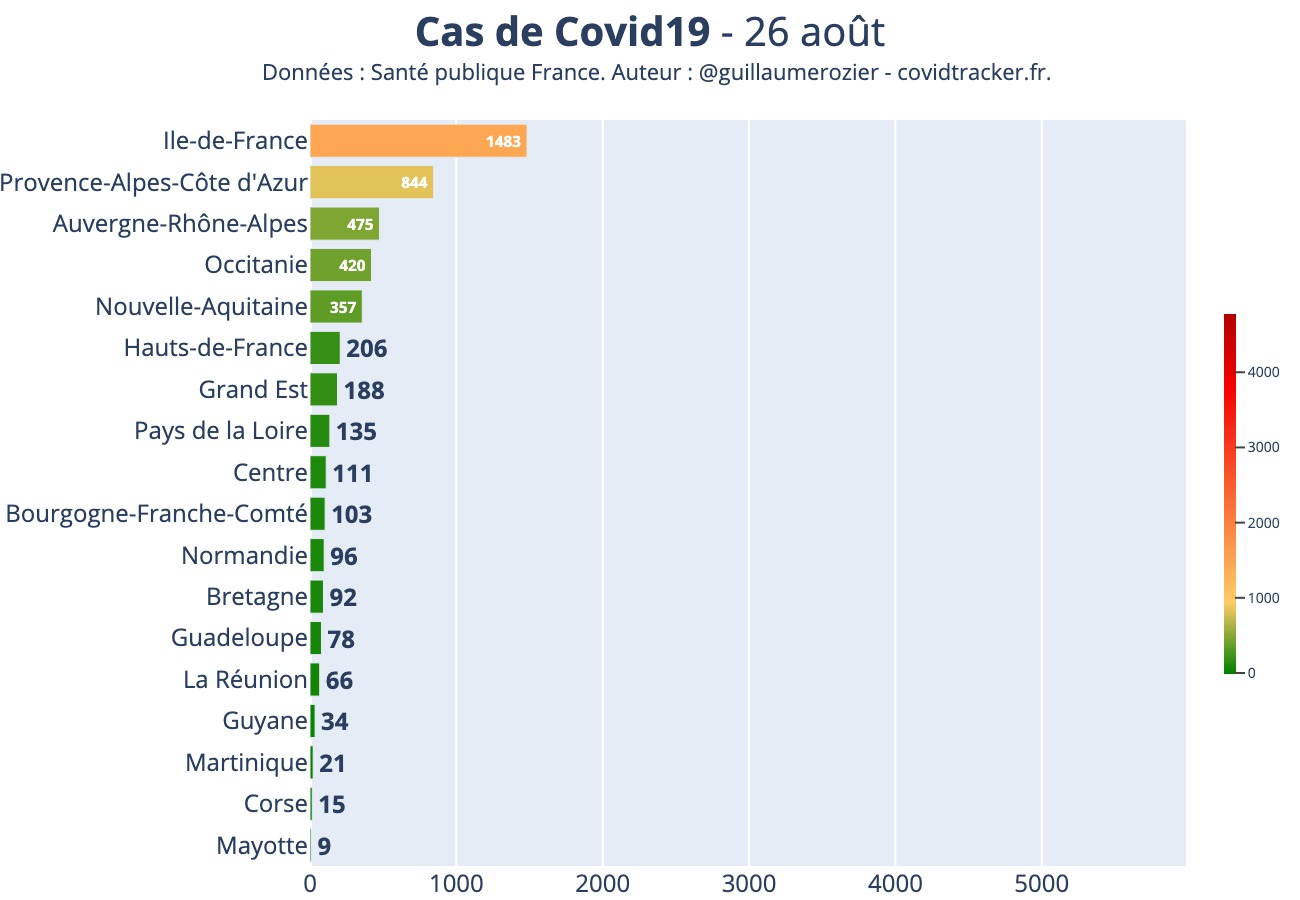 Cas de Covid19 - 26 août
Données : Santé publique France. Auteur : @guillaumerozier - covidtracker.fr.
Ile-de-France 1483
Provence-Alpes-Côte d'Azur 844
Auvergne-Rhône-Alpes 475
Occitanie 420
Nouvelle-Aquitaine 357
Hauts-de-France 206
Grand Est 188
Pays de la Loire 135
Centre 111
Bourgogne-Franche-Comté 103
Normandie 96
Bretagne 92
Guadeloupe 78
La Réunion 66
Guyane 34
Martinique 21
Corse 15
Mayotte 9
0 1000 2000 3000 4000 5000
4000
3000
2000
1000
0